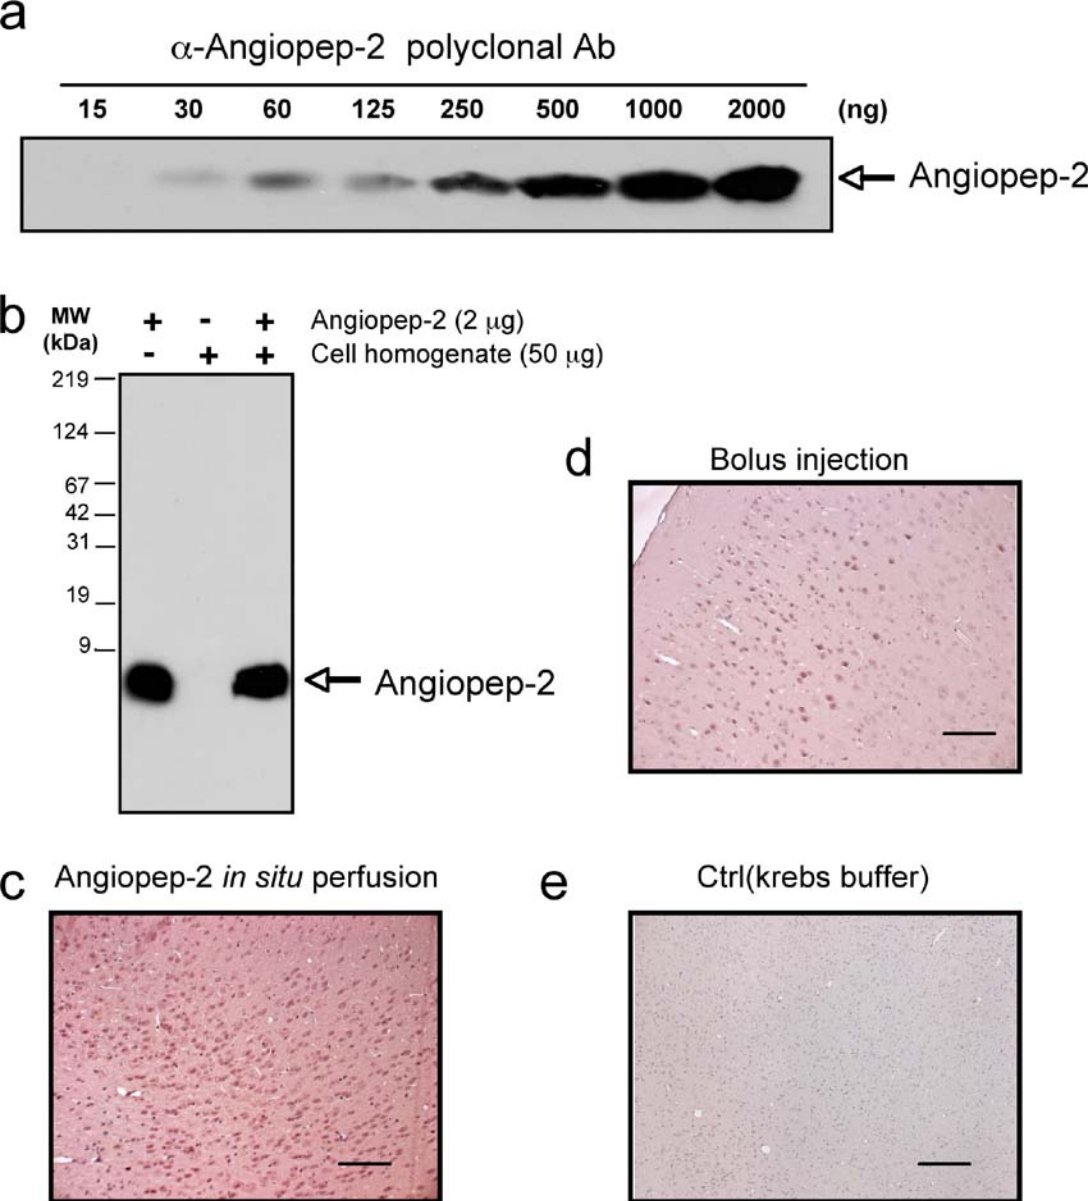 a
α-Angiopep-2 polyclonal Ab
15 30 60 125 250 500 1000 2000 (ng)
Angiopep-2
b
MW (kDa)
+ - + Angiopep-2 (2 μg)
- + + Cell homogenate (50 μg)
219
124
67
42
31
19
9
Angiopep-2
d
Bolus injection
c
Angiopep-2 in situ perfusion
e
Ctrl(krebs buffer)